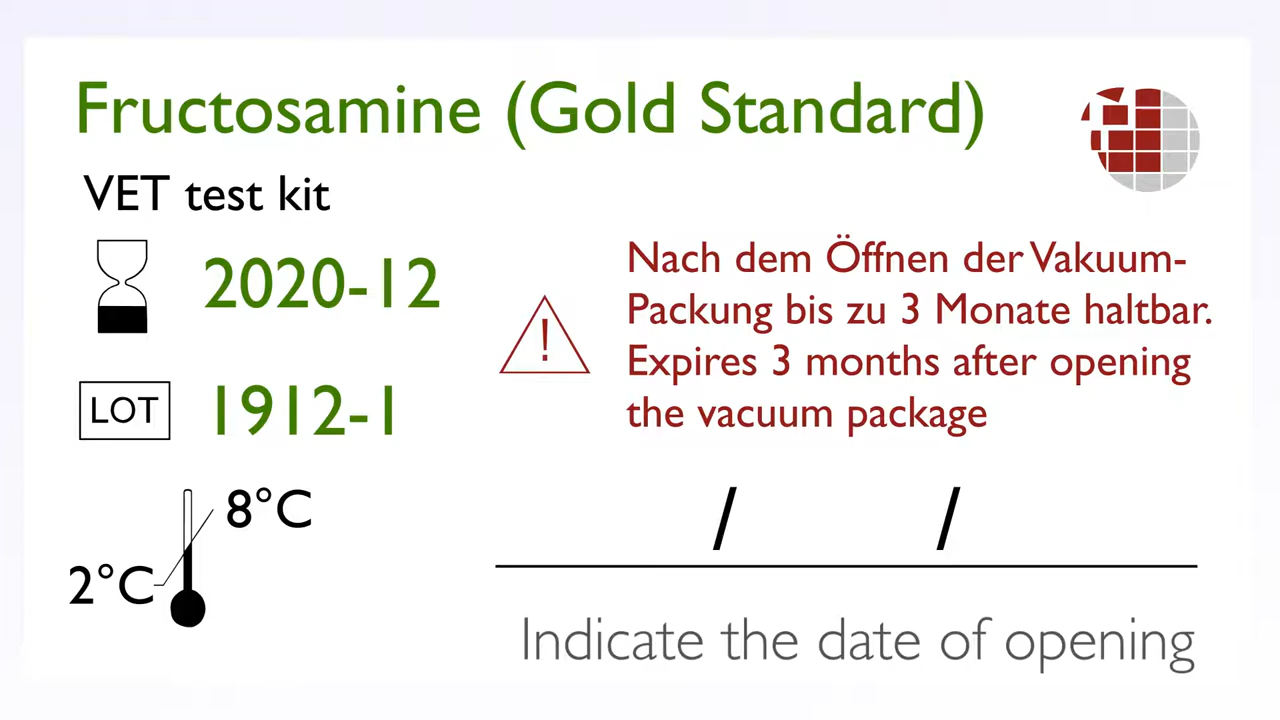 Fructosamine (Gold Standard)
VET test kit
2020-12
LOT 1912-1
8°C
2°C
!
Nach dem Öffnen der Vakuum-
Packung bis zu 3 Monate haltbar.
Expires 3 months after opening
the vacuum package
/ /
Indicate the date of opening